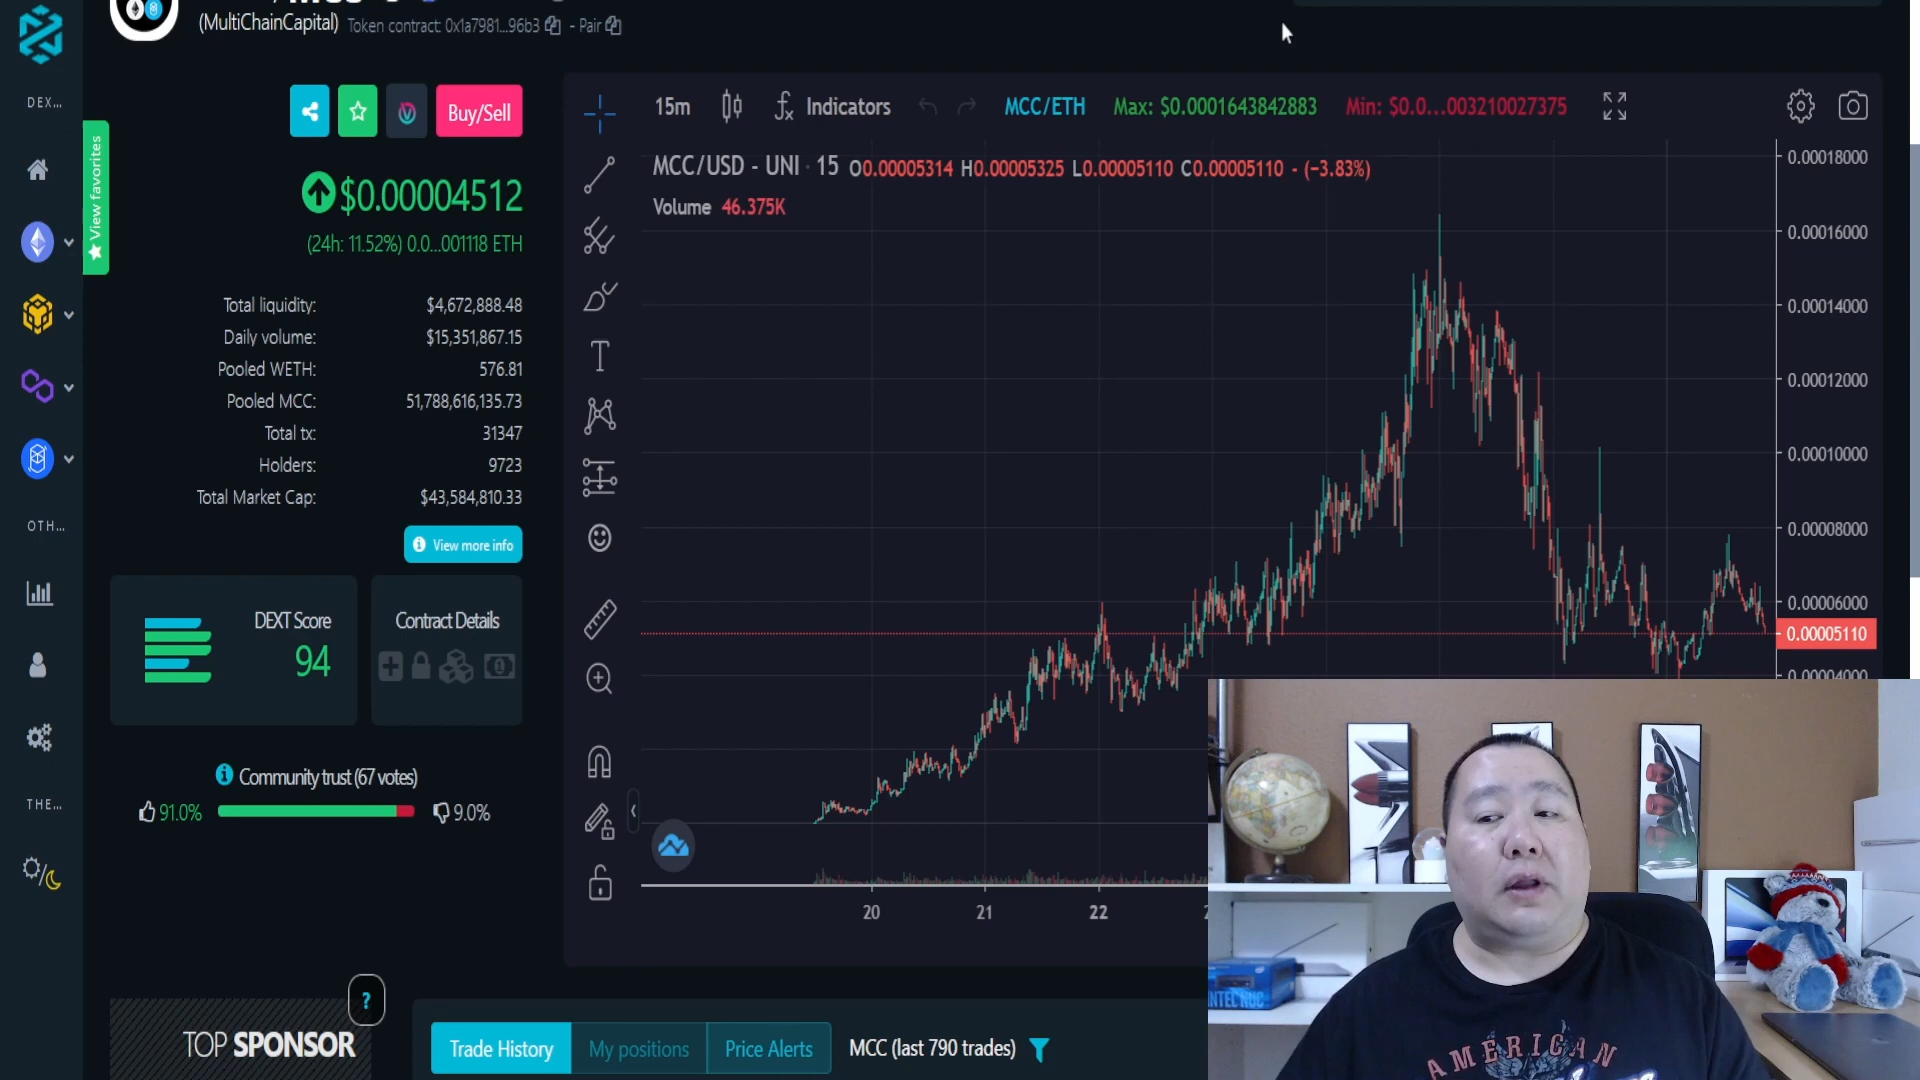 (MultiChainCapital) Token contract: 0x1a7981...96b3 - Pair
DEX...
View favorites
OTH...
THE...
Buy/Sell
$0.00004512
(24h: 11.52%) 0.0...001118 ETH
Total liquidity: $4,672,888.48
Daily volume: $15,351,867.15
Pooled WETH: 576.81
Pooled MCC: 51,788,616,135.73
Total tx: 31347
Holders: 9723
Total Market Cap: $43,584,810.33
View more info
DEXT Score
94
Contract Details
Community trust (67 votes)
91.0%
9.0%
TOP SPONSOR
?
15m
Indicators
MCC/ETH
Max: $0.0001643842883
Min: $0.0...003210027375
MCC/USD - UNI · 15 O0.00005314 H0.00005325 L0.00005110 C0.00005110 - (-3.83%)
Volume 46.375K
0.00018000
0.00016000
0.00014000
0.00012000
0.00010000
0.00008000
0.00006000
0.00005110
0.00004000
20
21
22
Trade History
My positions
Price Alerts
MCC (last 790 trades)
INTEL NUC
AMERICAN